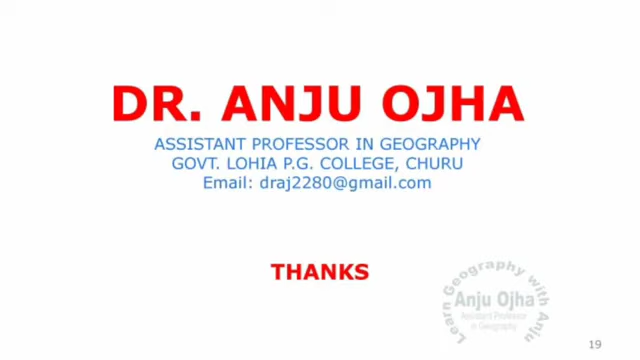 DR. ANJU OJHA
ASSISTANT PROFESSOR IN GEOGRAPHY
GOVT. LOHIA P.G. COLLEGE, CHURU
Email: draj2280@gmail.com
THANKS
Learn Geography with Anju
Anju Ojha
Assistant Professor
in Geography
19